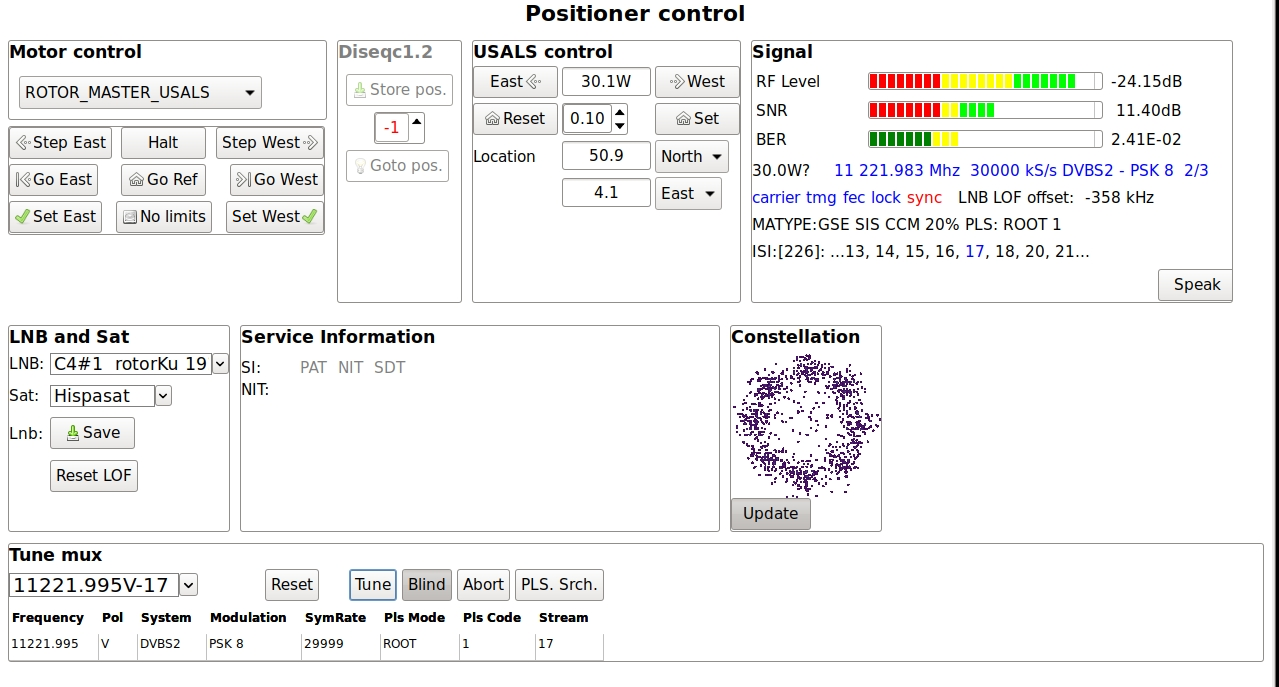 Positioner control
Motor control
ROTOR_MASTER_USALS
Step East Halt Step West
Go East Go Ref Go West
Set East No limits Set West
Diseqc1.2
Store pos.
-1
Goto pos.
USALS control
East 30.1W West
Reset 0.10 Set
Location 50.9 North
4.1 East
Signal
RF Level -24.15dB
SNR 11.40dB
BER 2.41E-02
30.0W? 11 221.983 Mhz 30000 kS/s DVBS2 - PSK 8 2/3
carrier tmg fec lock sync LNB LOF offset: -358 kHz
MATYPE:GSE SIS CCM 20% PLS: ROOT 1
ISI:[226]: ...13, 14, 15, 16, 17, 18, 20, 21...
Speak
LNB and Sat
LNB: C4#1 rotorKu 19
Sat: Hispasat
Lnb: Save
Reset LOF
Service Information
SI: PAT NIT SDT
NIT:
Constellation
Update
Tune mux
11221.995V-17 Reset Tune Blind Abort PLS. Srch.
Frequency Pol System Modulation SymRate Pls Mode Pls Code Stream
11221.995 V DVBS2 PSK 8 29999 ROOT 1 17